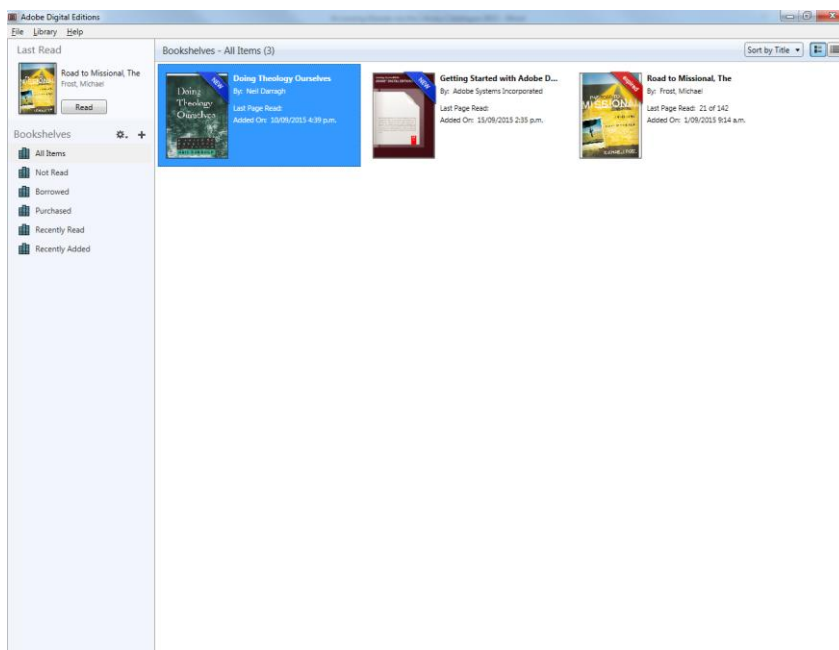 Adobe Digital Editions
File Library Help
Last Read
Road to Missional, The
Frost, Michael
Read
Bookshelves
All Items
Not Read
Borrowed
Purchased
Recently Read
Recently Added
Bookshelves - All Items (3)
Sort by Title
NEW
Doing
Theology
Ourselves
Doing Theology Ourselves
By: Neil Darragh
Last Page Read:
Added On: 10/09/2015 4:39 p.m.
NEW
Getting Started with Adobe D...
By: Adobe Systems Incorporated
Last Page Read:
Added On: 15/09/2015 2:35 p.m.
expired
MISSIONAL
Road to Missional, The
By: Frost, Michael
Last Page Read: 21 of 142
Added On: 1/09/2015 9:14 a.m.